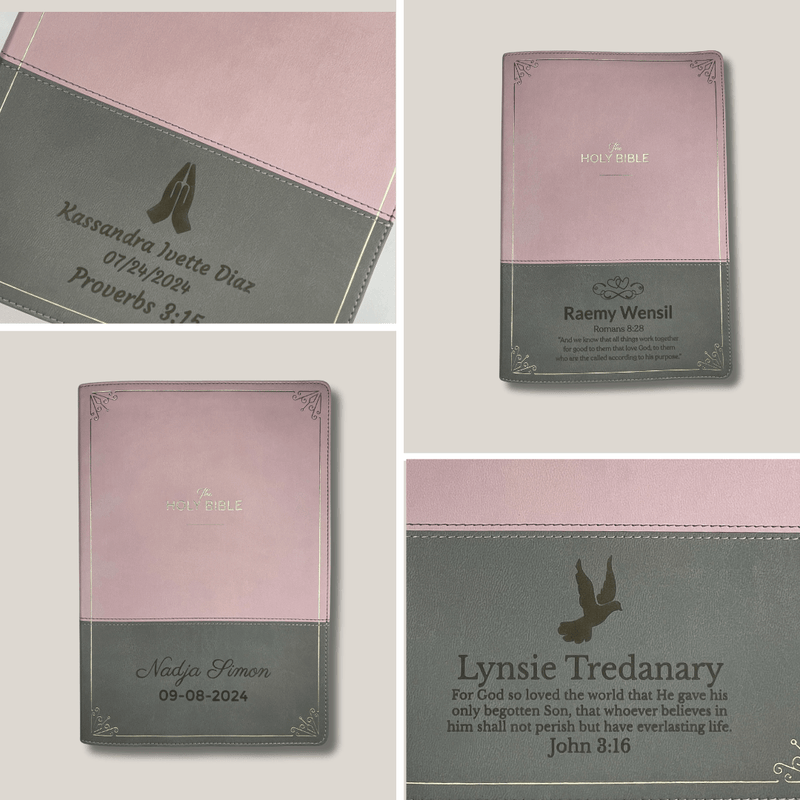 Kassandra Ivette Diaz
07/24/2024
Proverbs 3:15
The
HOLY BIBLE
Raemy Wensil
Romans 8:28
"And we know that all things work together
for good to them that love God, to them
who are the called according to his purpose."
The
HOLY BIBLE
Nadja Simon
09-08-2024
Lynsie Tredanary
For God so loved the world that He gave his
only begotten Son, that whoever believes in
him shall not perish but have everlasting life.
John 3:16